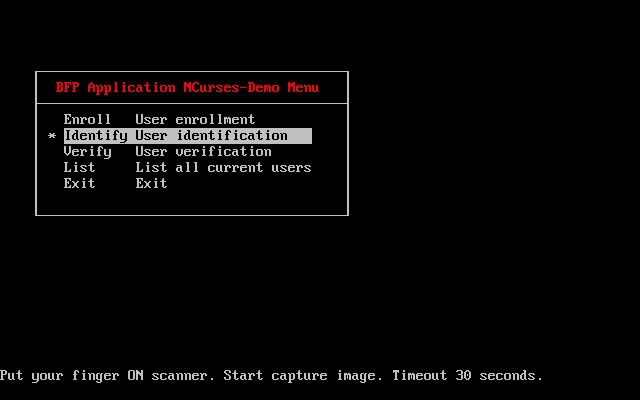 BFP Application NCurses-Demo Menu
Enroll User enrollment
* Identify User identification
Verify User verification
List List all current users
Exit Exit
Put your finger ON scanner. Start capture image. Timeout 30 seconds.